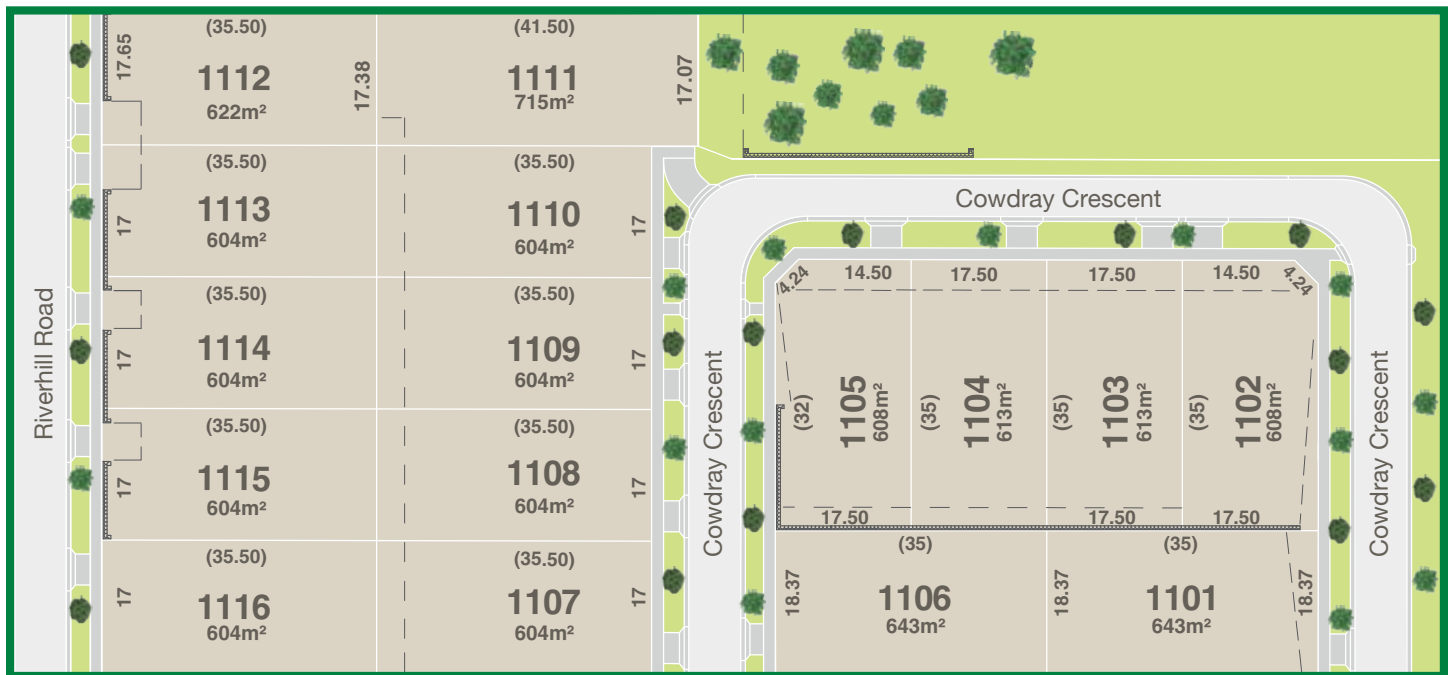 Riverhill Road
17.65
(35.50)
1112
622m²
17.38
(41.50)
1111
715m²
17.07
(35.50)
1113
604m²
17
(35.50)
1110
604m²
17
(35.50)
1114
604m²
17
(35.50)
1109
604m²
17
(35.50)
1115
604m²
17
(35.50)
1108
604m²
17
(35.50)
1116
604m²
17
(35.50)
1107
604m²
17
Cowdray Crescent
Cowdray Crescent
Cowdray Crescent
4.24
14.50
17.50
17.50
14.50
4.24
(32)
1105
608m²
(35)
1104
613m²
(35)
1103
613m²
(35)
1102
608m²
17.50
17.50
17.50
(35)
(35)
18.37
1106
643m²
18.37
1101
643m²
18.37